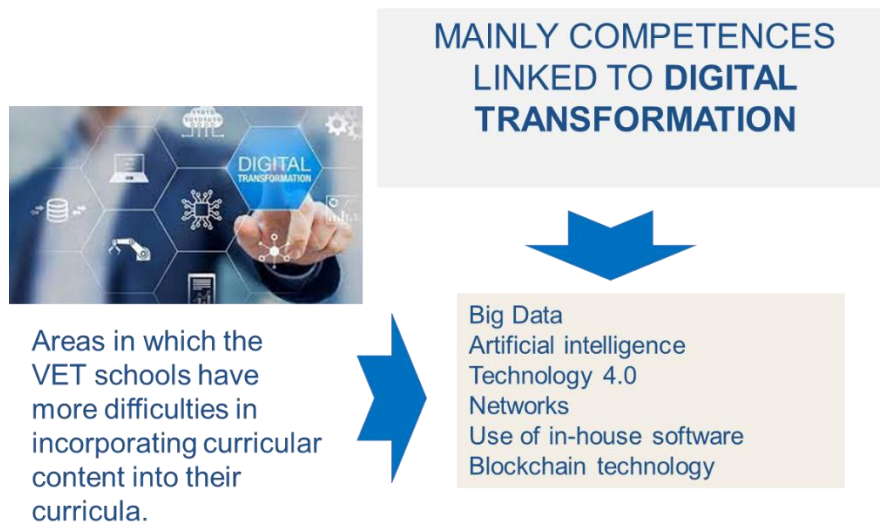 MAINLY COMPETENCES
LINKED TO DIGITAL
TRANSFORMATION
DIGITAL
TRANSFORMATION
Areas in which the
VET schools have
more difficulties in
incorporating curricular
content into their
curricula.
Big Data
Artificial intelligence
Technology 4.0
Networks
Use of in-house software
Blockchain technology